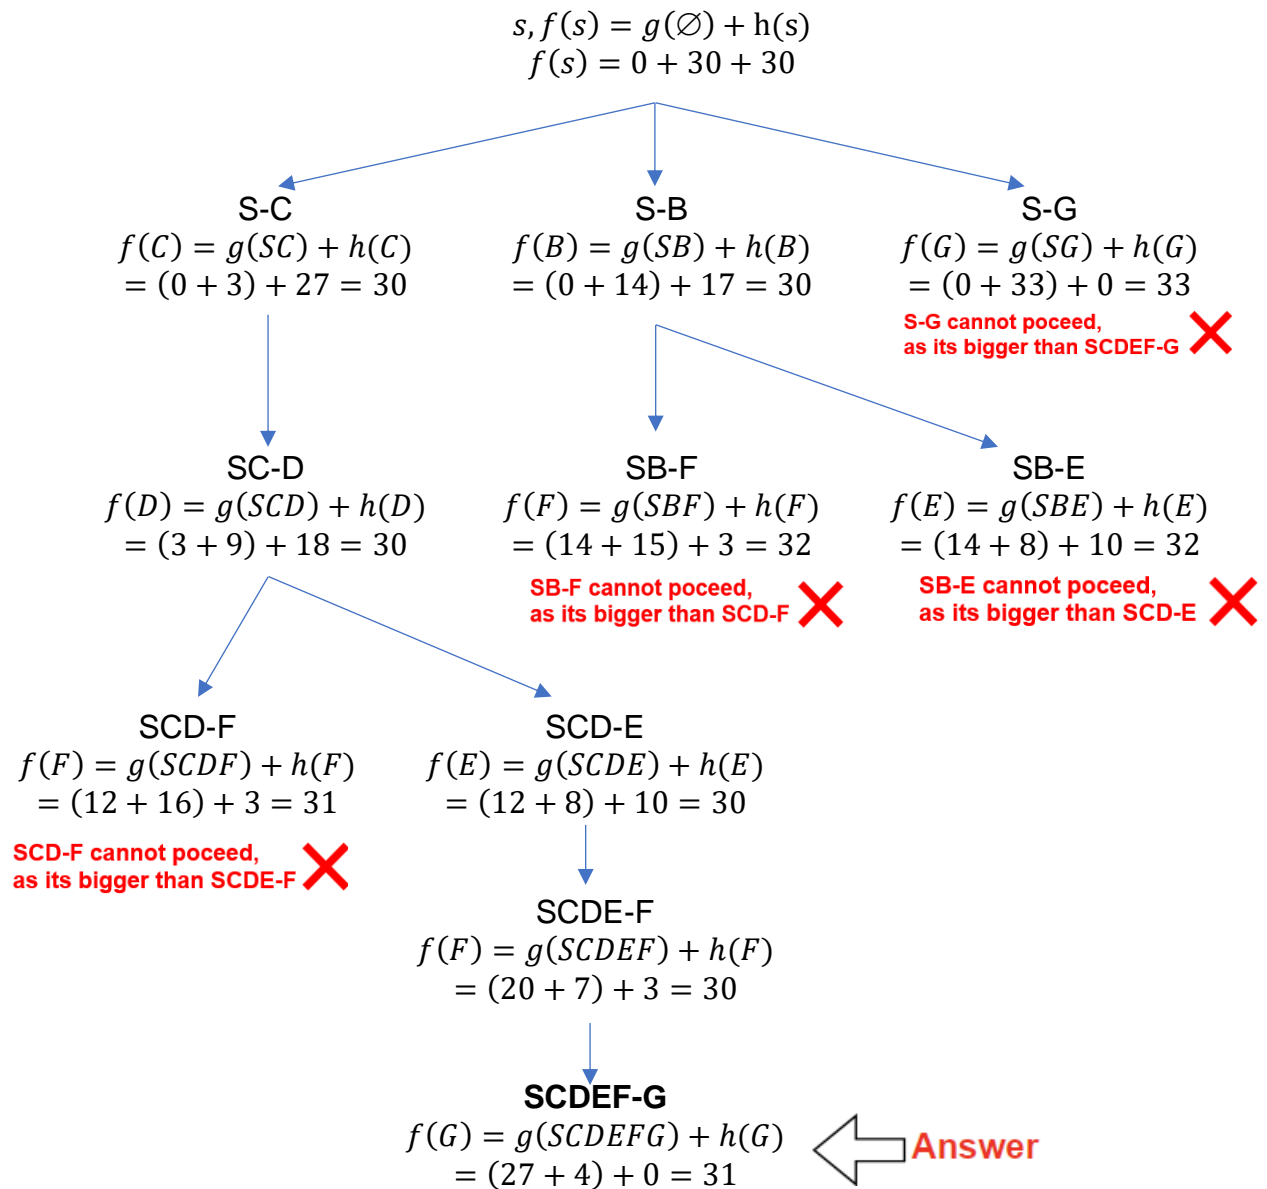 s, f(s) = g(∅) + h(s)
f(s) = 0 + 30 + 30
S-C
f(C) = g(SC) + h(C)
= (0 + 3) + 27 = 30
S-B
f(B) = g(SB) + h(B)
= (0 + 14) + 17 = 30
S-G
f(G) = g(SG) + h(G)
= (0 + 33) + 0 = 33
S-G cannot poceed,
as its bigger than SCDEF-G
SC-D
f(D) = g(SCD) + h(D)
= (3 + 9) + 18 = 30
SB-F
f(F) = g(SBF) + h(F)
= (14 + 15) + 3 = 32
SB-F cannot poceed,
as its bigger than SCD-F
SB-E
f(E) = g(SBE) + h(E)
= (14 + 8) + 10 = 32
SB-E cannot poceed,
as its bigger than SCD-E
SCD-F
f(F) = g(SCDF) + h(F)
= (12 + 16) + 3 = 31
SCD-F cannot poceed,
as its bigger than SCDE-F
SCD-E
f(E) = g(SCDE) + h(E)
= (12 + 8) + 10 = 30
SCDE-F
f(F) = g(SCDEF) + h(F)
= (20 + 7) + 3 = 30
SCDEF-G
f(G) = g(SCDEFG) + h(G)
= (27 + 4) + 0 = 31
Answer